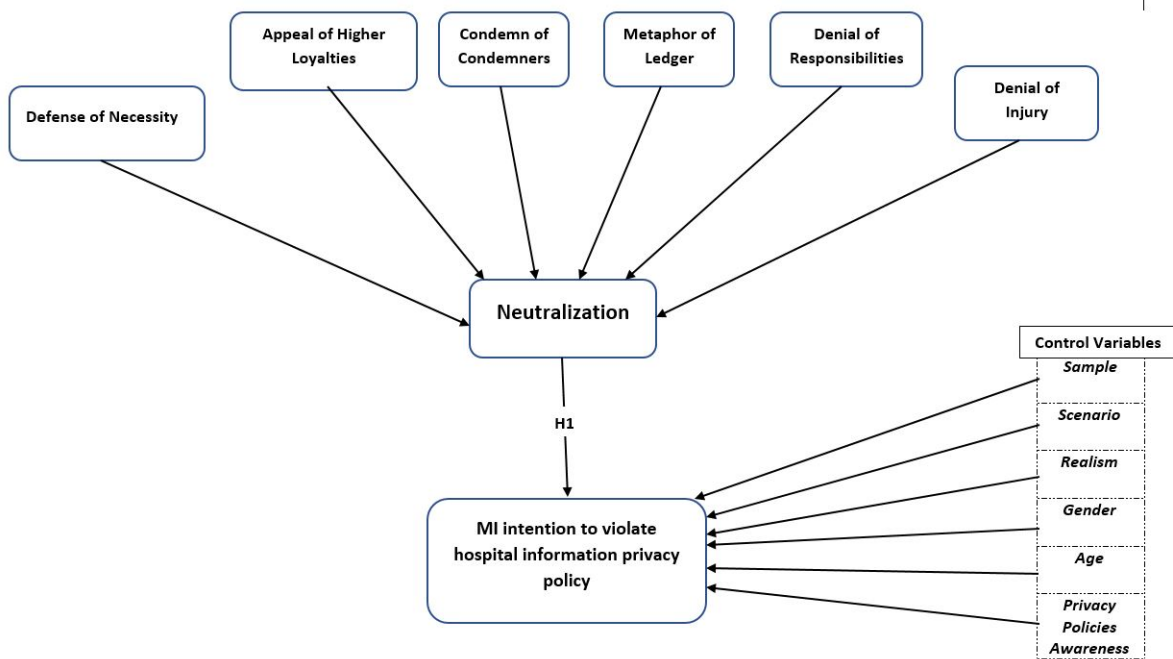 Appeal of Higher
Loyalties
Condemn of
Condemners
Metaphor of
Ledger
Denial of
Responsibilities
Defense of Necessity
Denial of
Injury
Neutralization
H1
MI intention to violate
hospital information privacy
policy
Control Variables
Sample
Scenario
Realism
Gender
Age
Privacy
Policies
Awareness